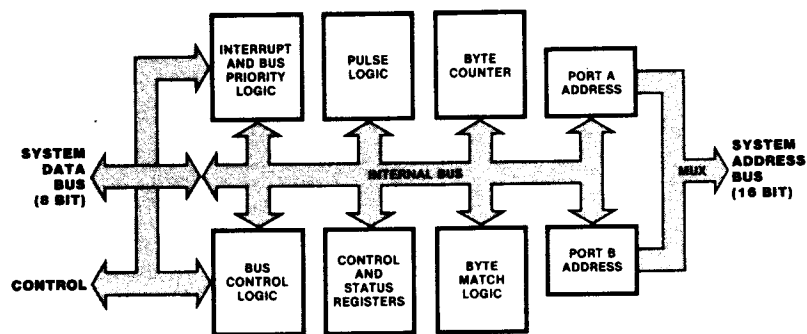 INTERRUPT
AND BUS
PRIORITY
LOGIC
PULSE
LOGIC
BYTE
COUNTER
PORT A
ADDRESS
SYSTEM
DATA
BUS
(8 BIT)
INTERNAL BUS
MUX
SYSTEM
ADDRESS
BUS
(16 BIT)
CONTROL
BUS
CONTROL
LOGIC
CONTROL
AND
STATUS
REGISTERS
BYTE
MATCH
LOGIC
PORT B
ADDRESS